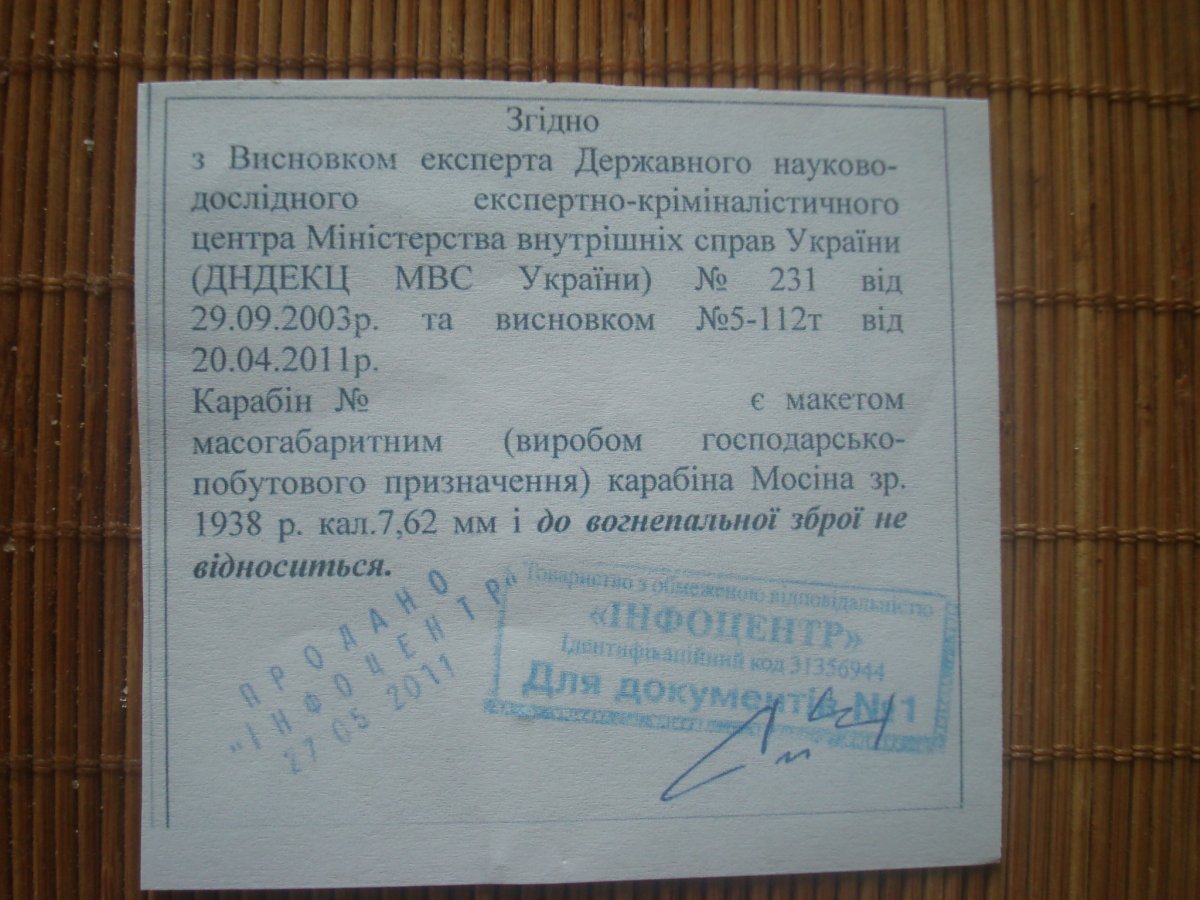 Згідно
з Висновком експерта Державного науково-
дослідного експертно-криміналістичного
центра Міністерства внутрішніх справ України
(ДНДЕКЦ МВС України) № 231 від
29.09.2003р. та висновком №5-112т від
20.04.2011р.
Карабін № є макетом
масогабаритним (виробом господарсько-
побутового призначення) карабіна Мосіна зр.
1938 р. кал.7,62 мм і до вогнепальної зброї не
відноситься.
ПРОДАНО
"ІНФОЦЕНТР"
27 05 2011
Товариство з обмеженою відповідальністю
«ІНФОЦЕНТР»
Ідентифікаційний код 31356944
Для документів №1